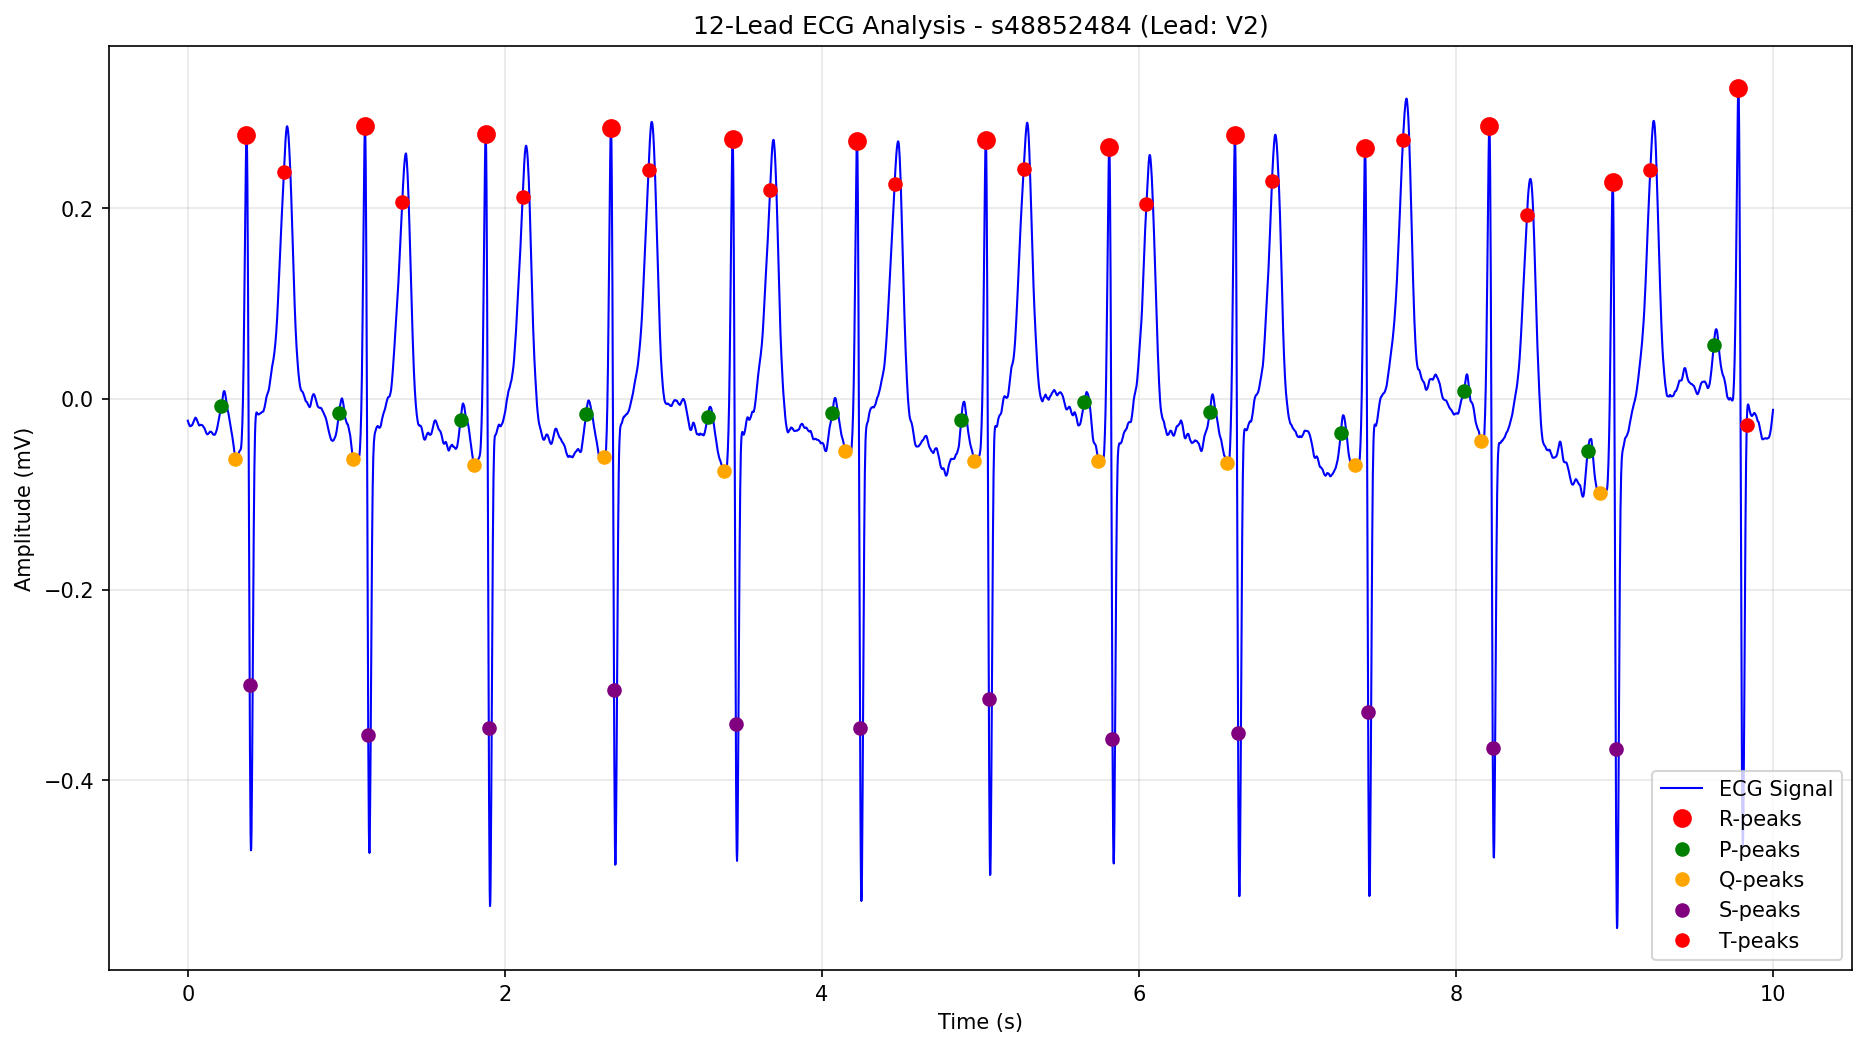 12-Lead ECG Analysis - s48852484 (Lead: V2)
Amplitude (mV)
0.2
0.0
−0.2
−0.4
0 2 4 6 8 10
Time (s)
ECG Signal
R-peaks
P-peaks
Q-peaks
S-peaks
T-peaks